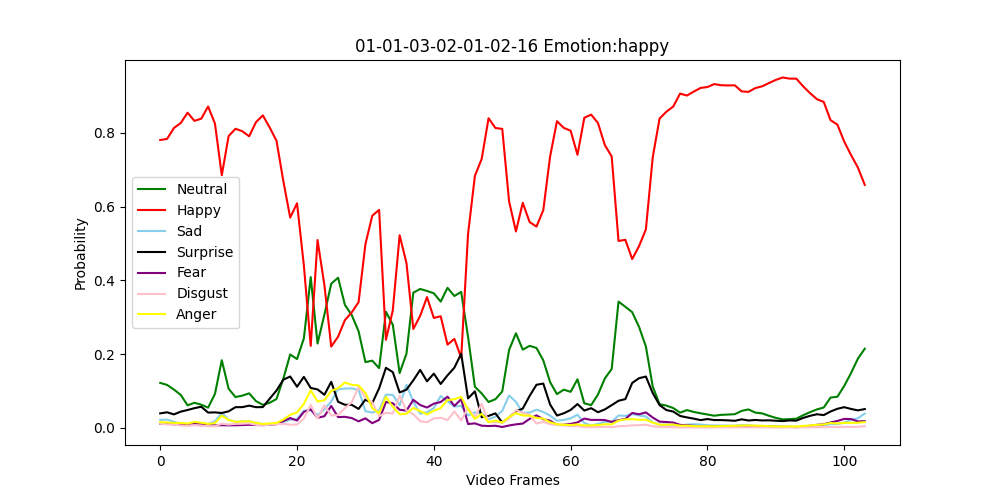 01-01-03-02-01-02-16 Emotion:happy
Probability
0.8
0.6
0.4
0.2
0.0
Neutral
Happy
Sad
Surprise
Fear
Disgust
Anger
0 20 40 60 80 100
Video Frames